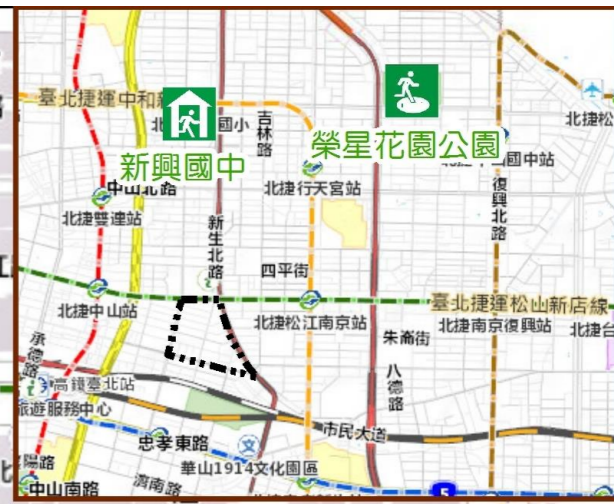 臺北捷運中和新
國小
吉林路
榮星花園公園
北捷松
新興國中
中山北路
北捷行天宮站
國中站
復興北路
北捷雙連站
新生北路
四平街
臺北捷運松山新店線
北捷中山站
北捷松江南京站
朱崙街
北捷南京復興站
北捷台
承德路
八德路
高鐵臺北站
旅遊服務中心
市民大道
忠孝東路
華山1914文化園區
濟南路
中山南路
5